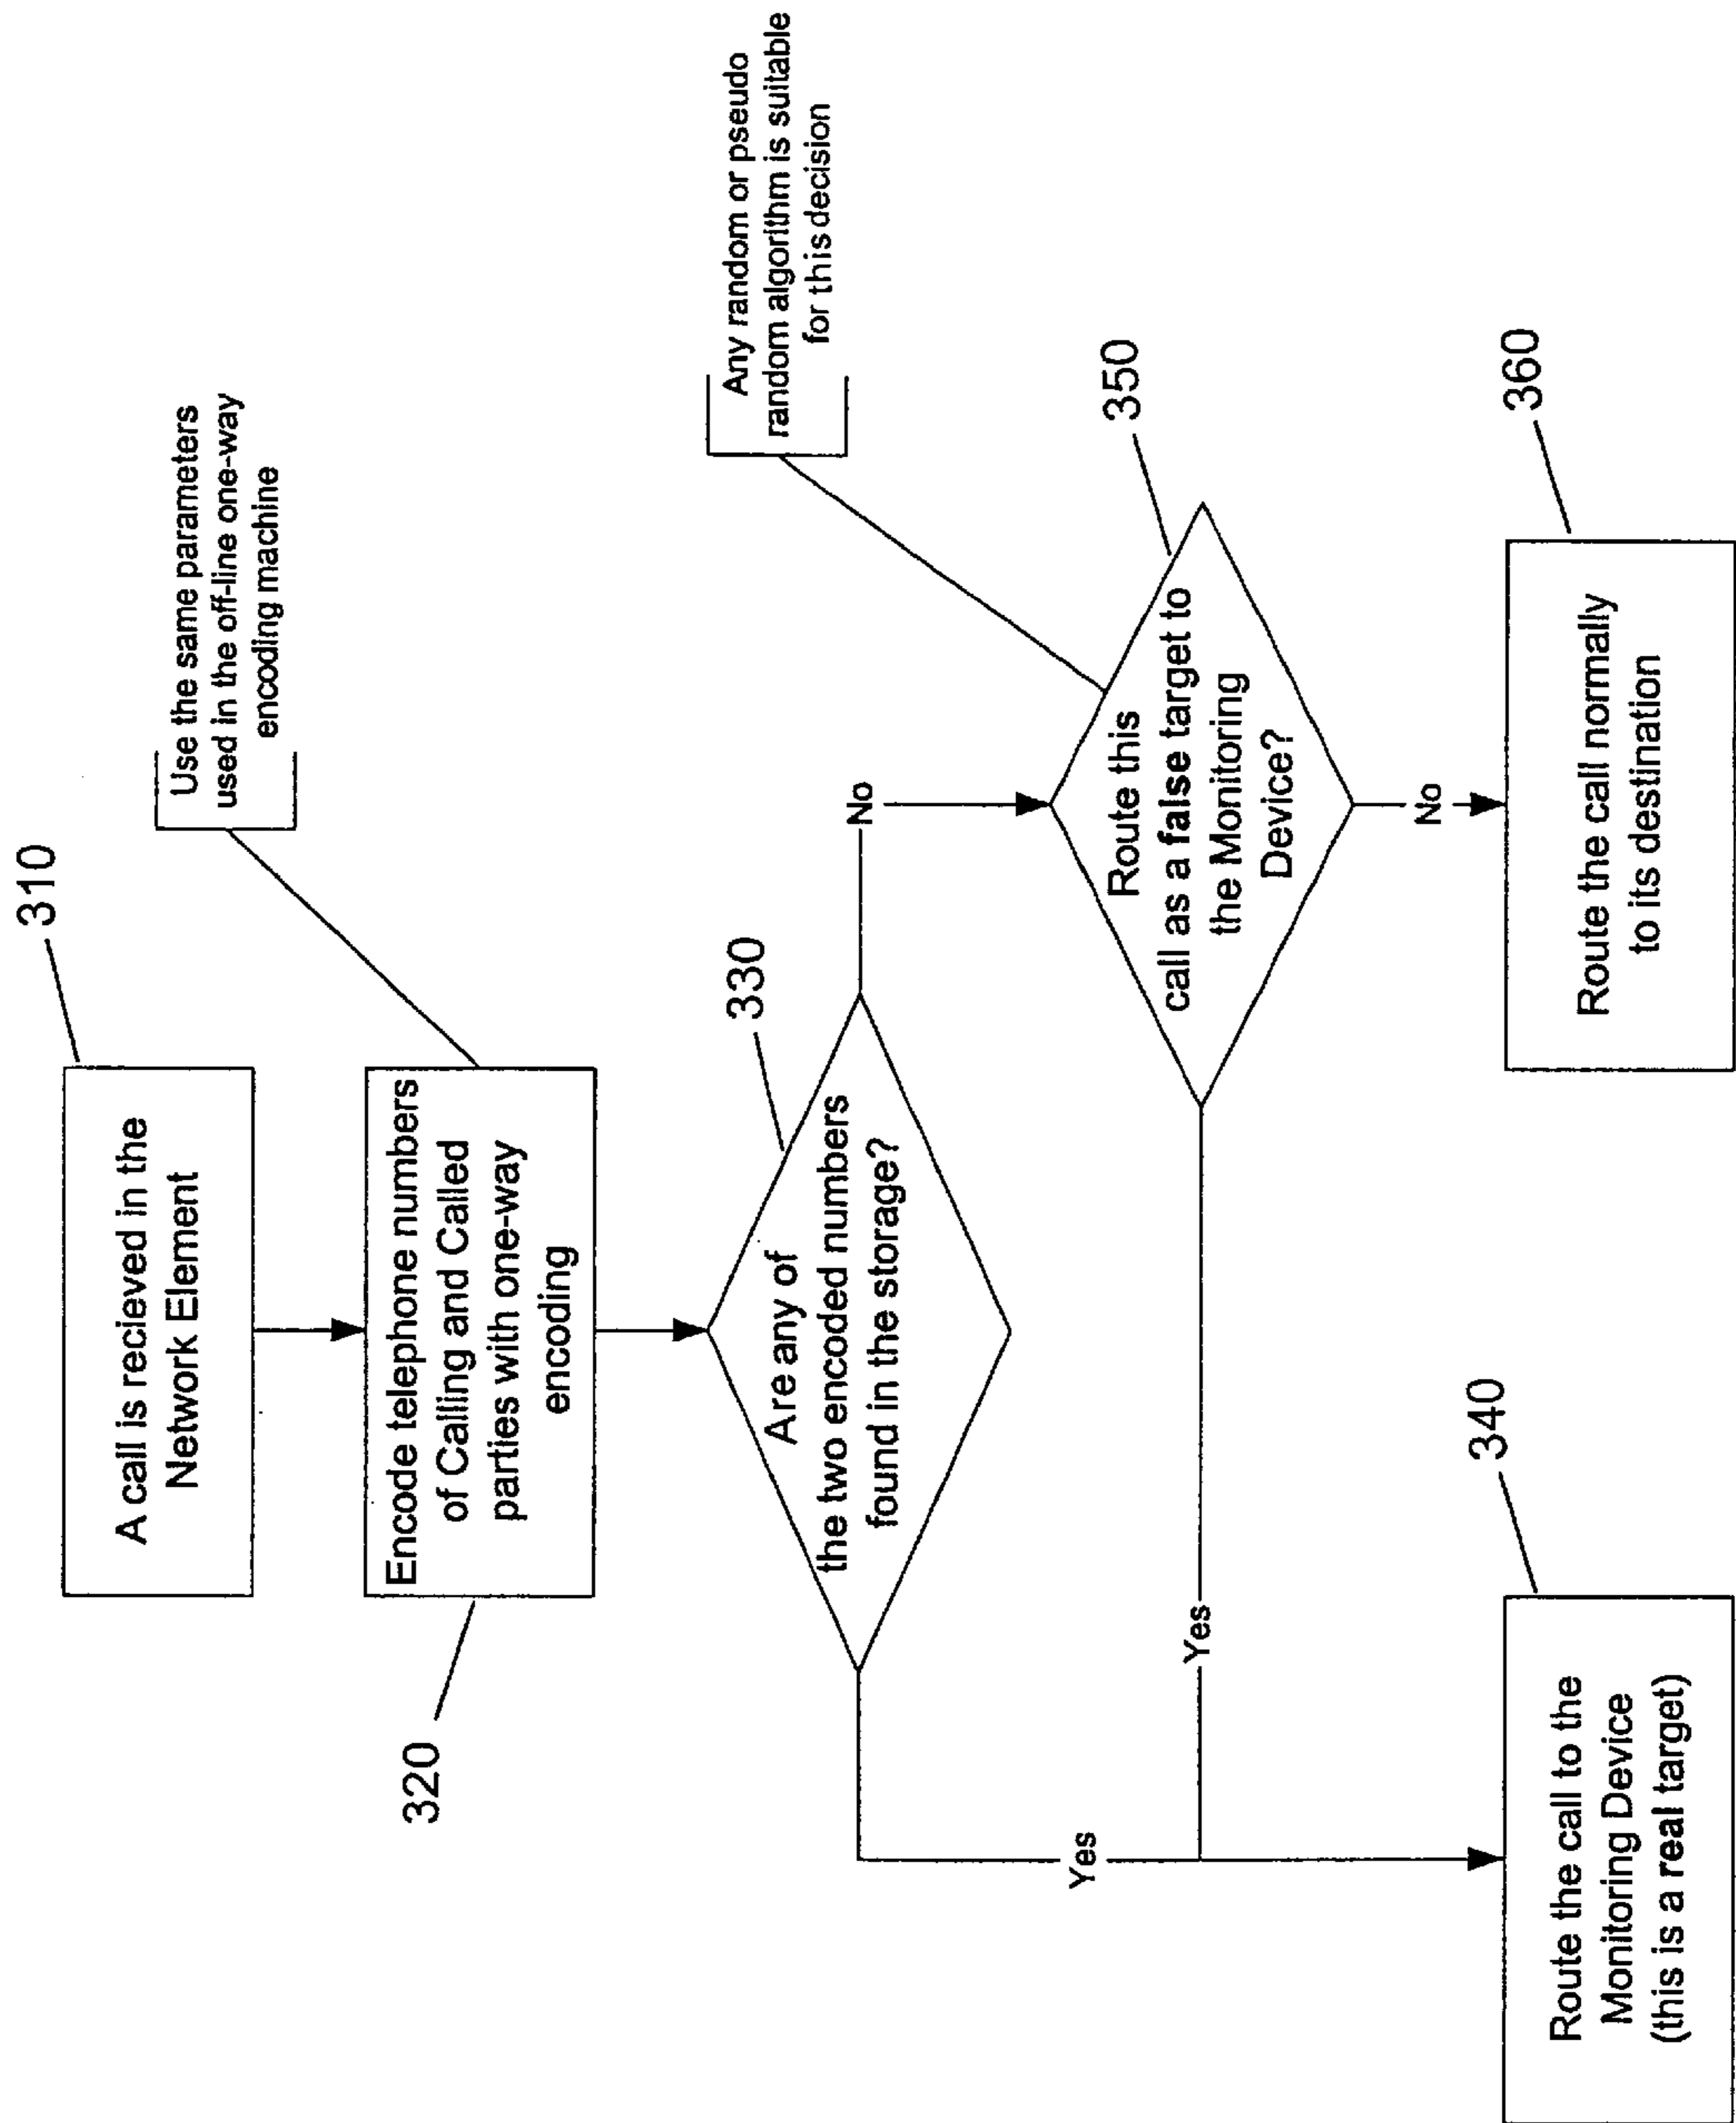 310
A call is recieved in the
Network Element
Use the same parameters
used in the off-line one-way
encoding machine
320
Encode telephone numbers
of Calling and Called
parties with one-way
encoding
330
Are any of
the two encoded numbers
found in the storage?
No
Yes
Any random or pseudo
random algorithm is suitable
for this decision
350
Route this
call as a false target to
the Monitoring
Device?
Yes
No
340
Route the call to the
Monitoring Device
(this is a real target)
360
Route the call normally
to its destination